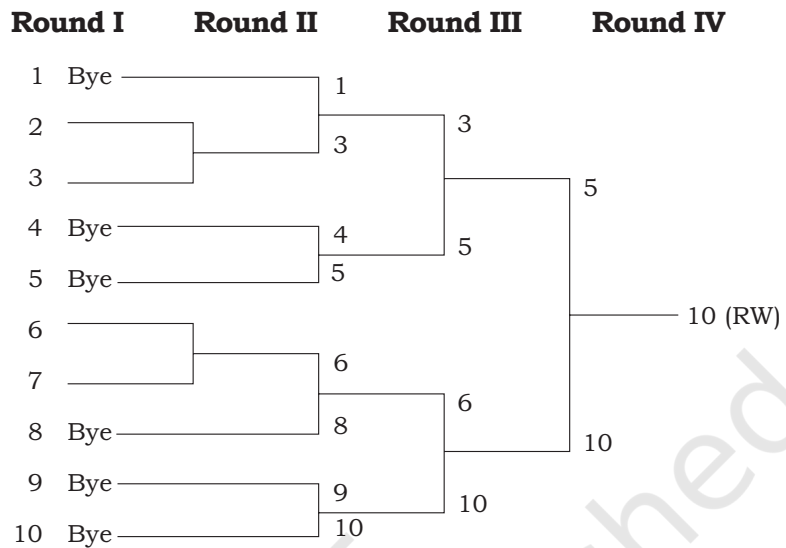 Round I Round II Round III Round IV
1 Bye 1
2 3
3 3
4 Bye 4 5
5 Bye 5 5
10 (RW)
6 6
7 6
8 Bye 8 10
9 Bye 9 10
10 Bye 10
shed